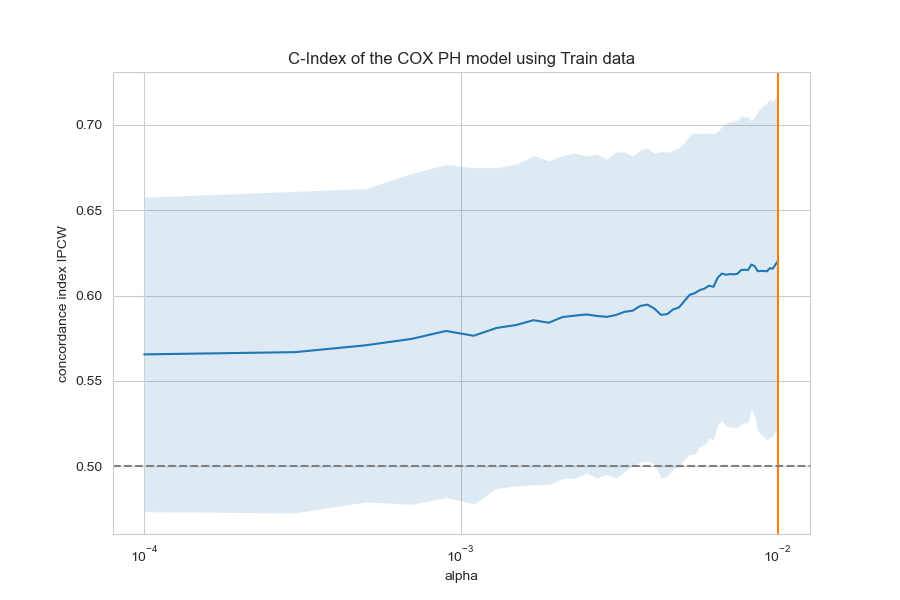 C-Index of the COX PH model using Train data
concordance index IPCW
0.70
0.65
0.60
0.55
0.50
10⁻⁴
10⁻³
10⁻²
alpha